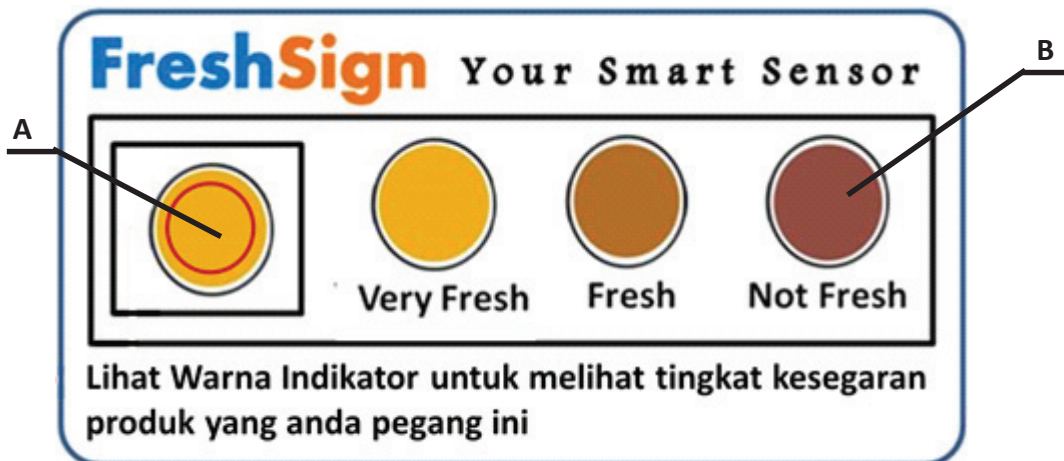 FreshSign Your Smart Sensor
A
B
Very Fresh Fresh Not Fresh
Lihat Warna Indikator untuk melihat tingkat kesegaran
produk yang anda pegang ini